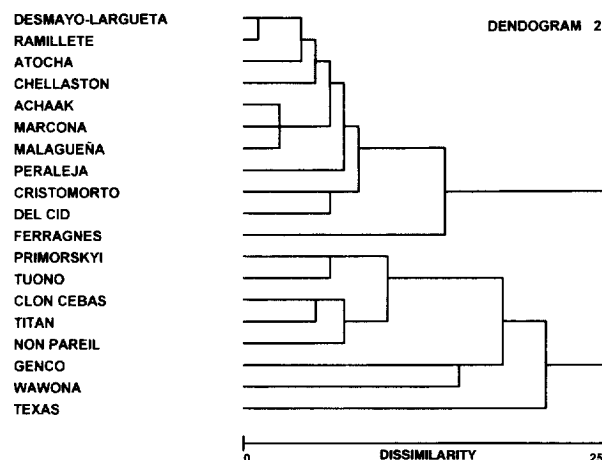 DESMAYO-LARGUETA
DENDOGRAM 2
RAMILLETE
ATOCHA
CHELLASTON
ACHAAK
MARCONA
MALAGUEÑA
PERALEJA
CRISTOMORTO
DEL CID
FERRAGNES
PRIMORSKYI
TUONO
CLON CEBAS
TITAN
NON PAREIL
GENCO
WAWONA
TEXAS
0 DISSIMILARITY 25